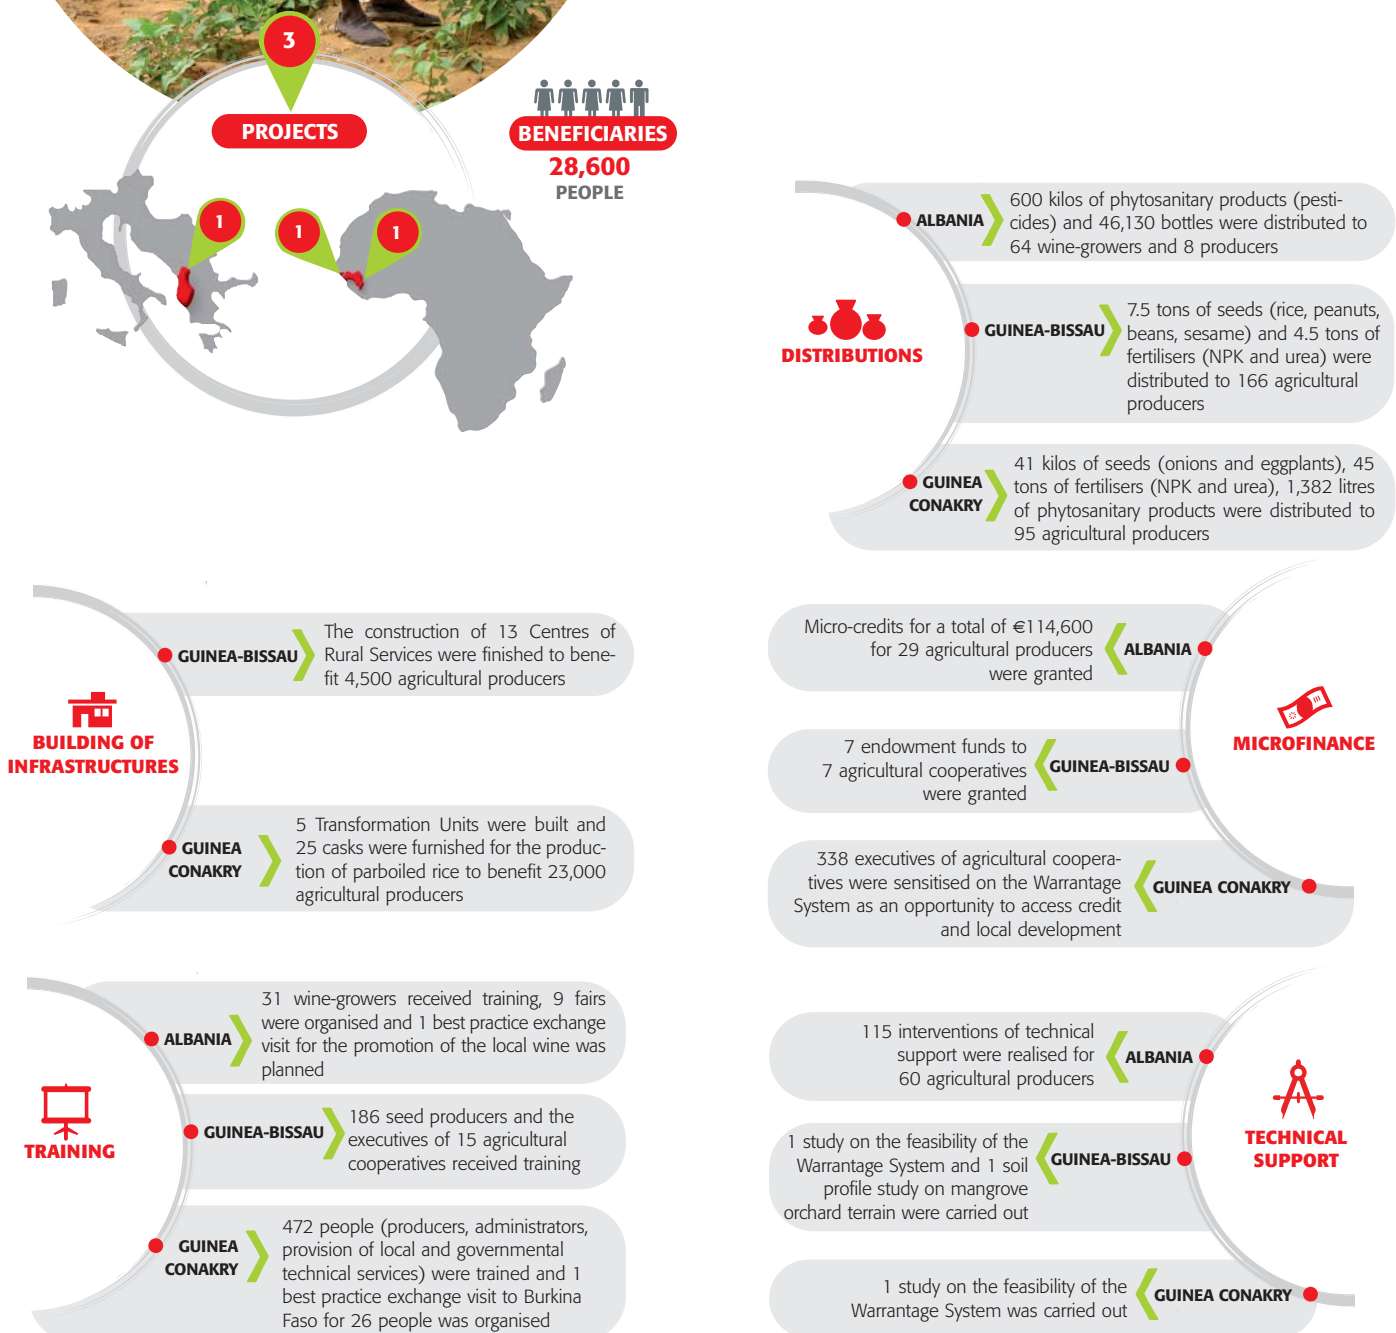 3
PROJECTS
BENEFICIARIES
28,600
PEOPLE
1
1
1
DISTRIBUTIONS
ALBANIA
600 kilos of phytosanitary products (pesti-
cides) and 46,130 bottles were distributed to
64 wine-growers and 8 producers
GUINEA-BISSAU
7.5 tons of seeds (rice, peanuts,
beans, sesame) and 4.5 tons of
fertilisers (NPK and urea) were
distributed to 166 agricultural
producers
GUINEA
CONAKRY
41 kilos of seeds (onions and eggplants), 45
tons of fertilisers (NPK and urea), 1,382 litres
of phytosanitary products were distributed to
95 agricultural producers
BUILDING OF
INFRASTRUCTURES
GUINEA-BISSAU
The construction of 13 Centres of
Rural Services were finished to bene-
fit 4,500 agricultural producers
GUINEA
CONAKRY
5 Transformation Units were built and
25 casks were furnished for the produc-
tion of parboiled rice to benefit 23,000
agricultural producers
MICROFINANCE
Micro-credits for a total of €114,600
for 29 agricultural producers
were granted
ALBANIA
7 endowment funds to
7 agricultural cooperatives
were granted
GUINEA-BISSAU
338 executives of agricultural coopera-
tives were sensitised on the Warrantage
System as an opportunity to access credit
and local development
GUINEA CONAKRY
TRAINING
ALBANIA
31 wine-growers received training, 9 fairs
were organised and 1 best practice exchange
visit for the promotion of the local wine was
planned
GUINEA-BISSAU
186 seed producers and the
executives of 15 agricultural
cooperatives received training
GUINEA
CONAKRY
472 people (producers, administrators,
provision of local and governmental
technical services) were trained and 1
best practice exchange visit to Burkina
Faso for 26 people was organised
TECHNICAL
SUPPORT
115 interventions of technical
support were realised for
60 agricultural producers
ALBANIA
1 study on the feasibility of the
Warrantage System and 1 soil
profile study on mangrove
orchard terrain were carried out
GUINEA-BISSAU
1 study on the feasibility of the
Warrantage System was carried out
GUINEA CONAKRY